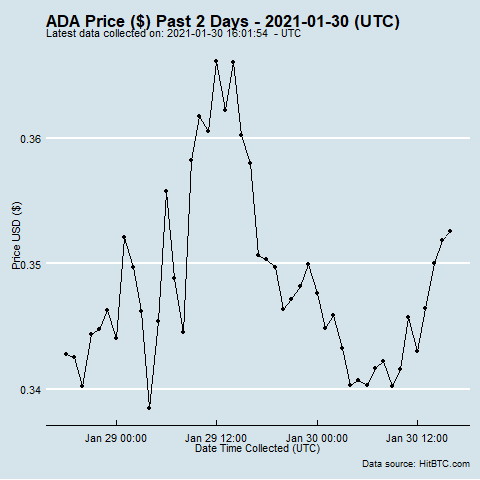 ADA Price ($) Past 2 Days - 2021-01-30 (UTC)
Latest data collected on: 2021-01-30 16:01:54 - UTC
Price USD ($)
0.36
0.35
0.34
Jan 29 00:00 Jan 29 12:00 Jan 30 00:00 Jan 30 12:00
Date Time Collected (UTC)
Data source: HitBTC.com